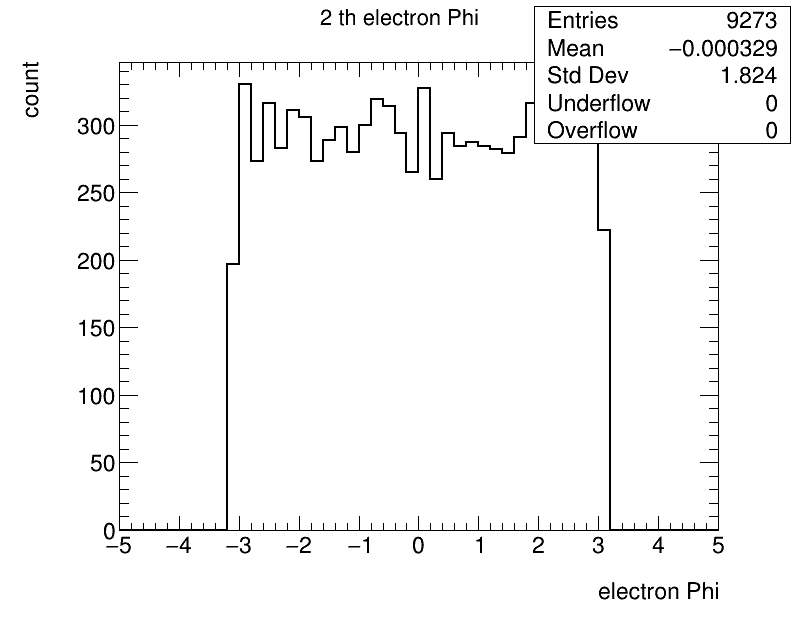 2 th electron Phi
Entries 9273
Mean −0.000329
Std Dev 1.824
Underflow 0
Overflow 0
count
300
250
200
150
100
50
0
−5 −4 −3 −2 −1 0 1 2 3 4 5
electron Phi